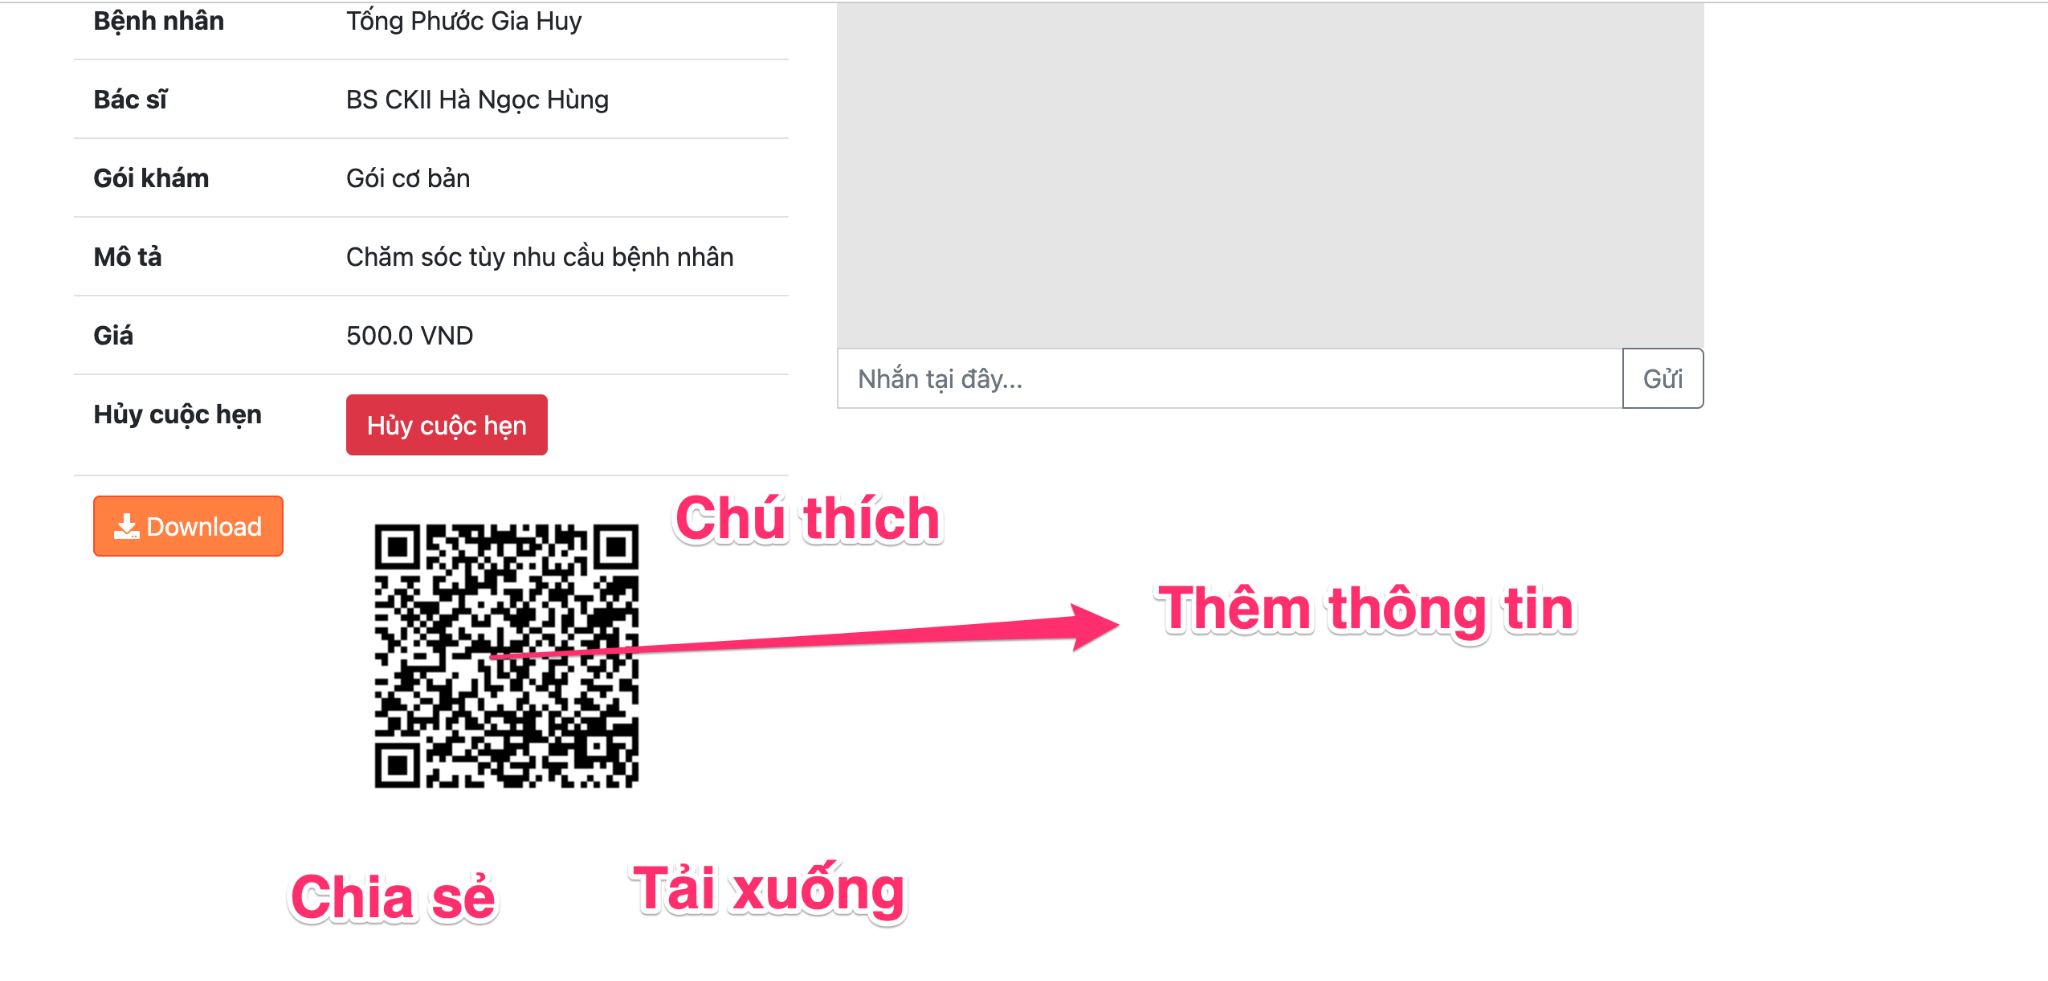 Bệnh nhân Tống Phước Gia Huy
Bác sĩ BS CKII Hà Ngọc Hùng
Gói khám Gói cơ bản
Mô tả Chăm sóc tùy nhu cầu bệnh nhân
Giá 500.0 VND
Hủy cuộc hẹn Hủy cuộc hẹn
Nhắn tại đây... Gửi
Download
Chú thích
Thêm thông tin
Chia sẻ Tải xuống